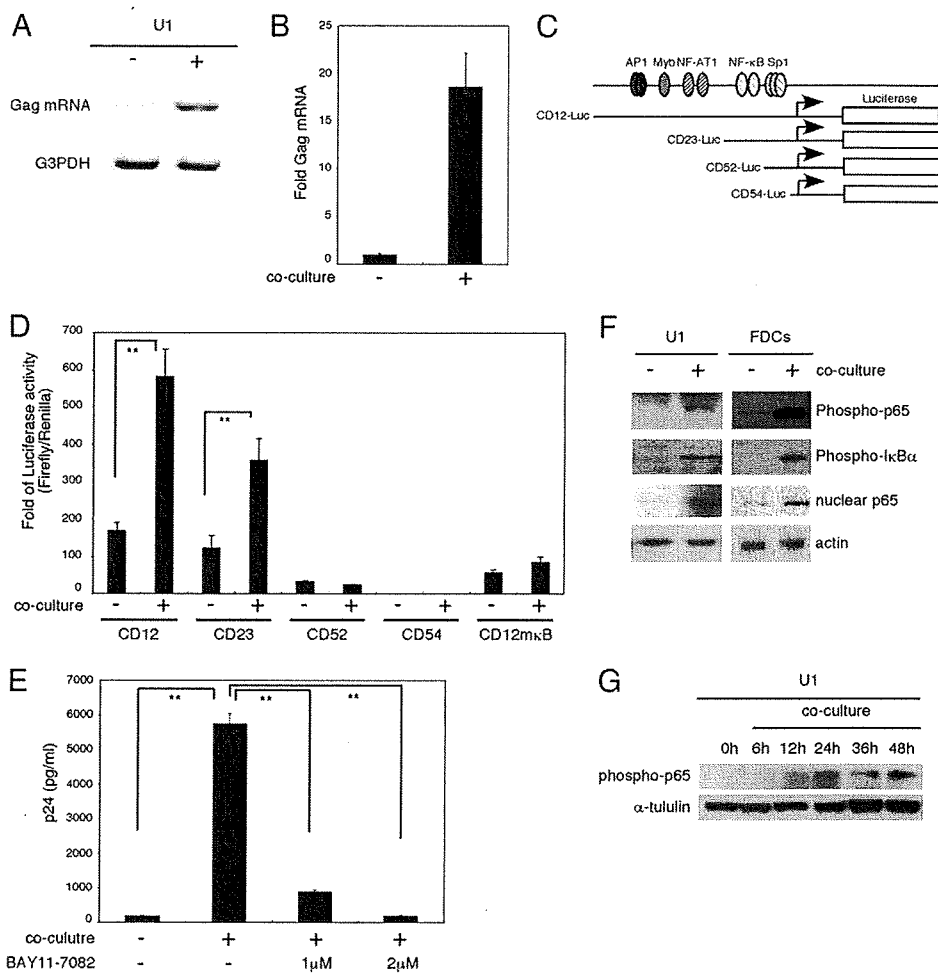 A
U1
- +
Gag mRNA
G3PDH
B
Fold Gag mRNA
25
20
15
10
5
0
co-culture - +
C
AP1 Myb NF-AT1 NF-κB Sp1
Luciferase
CD12-Luc
CD23-Luc
CD52-Luc
CD54-Luc
D
Fold of Luciferase activity
(Firefly/Renilla)
700
600
500
400
300
200
100
0
** **
co-culture - + - + - + - + - +
CD12 CD23 CD52 CD54 CD12mκB
E
p24 (pg/ml)
7000
6000
5000
4000
3000
2000
1000
0
** ** **
co-culutre - + + +
BAY11-7082 - - 1μM 2μM
F
U1 FDCs
- + - + co-culture
Phospho-p65
Phospho-IκBα
nuclear p65
actin
G
U1
co-culture
0h 6h 12h 24h 36h 48h
phospho-p65
α-tululin